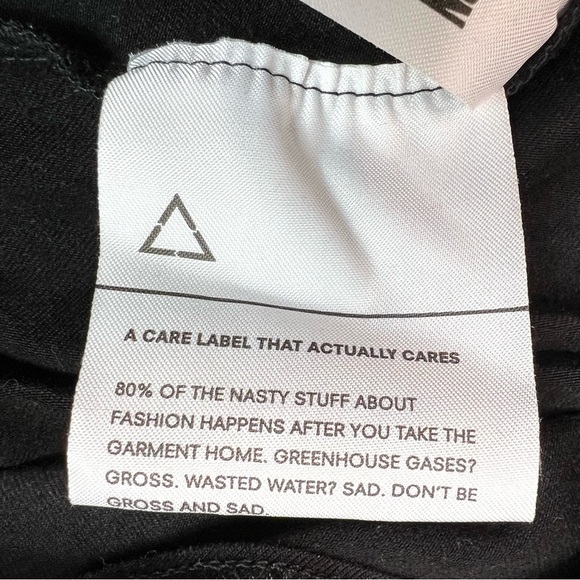 A CARE LABEL THAT ACTUALLY CARES
80% OF THE NASTY STUFF ABOUT
FASHION HAPPENS AFTER YOU TAKE THE
GARMENT HOME. GREENHOUSE GASES?
GROSS. WASTED WATER? SAD. DON'T BE
GROSS AND SAD.